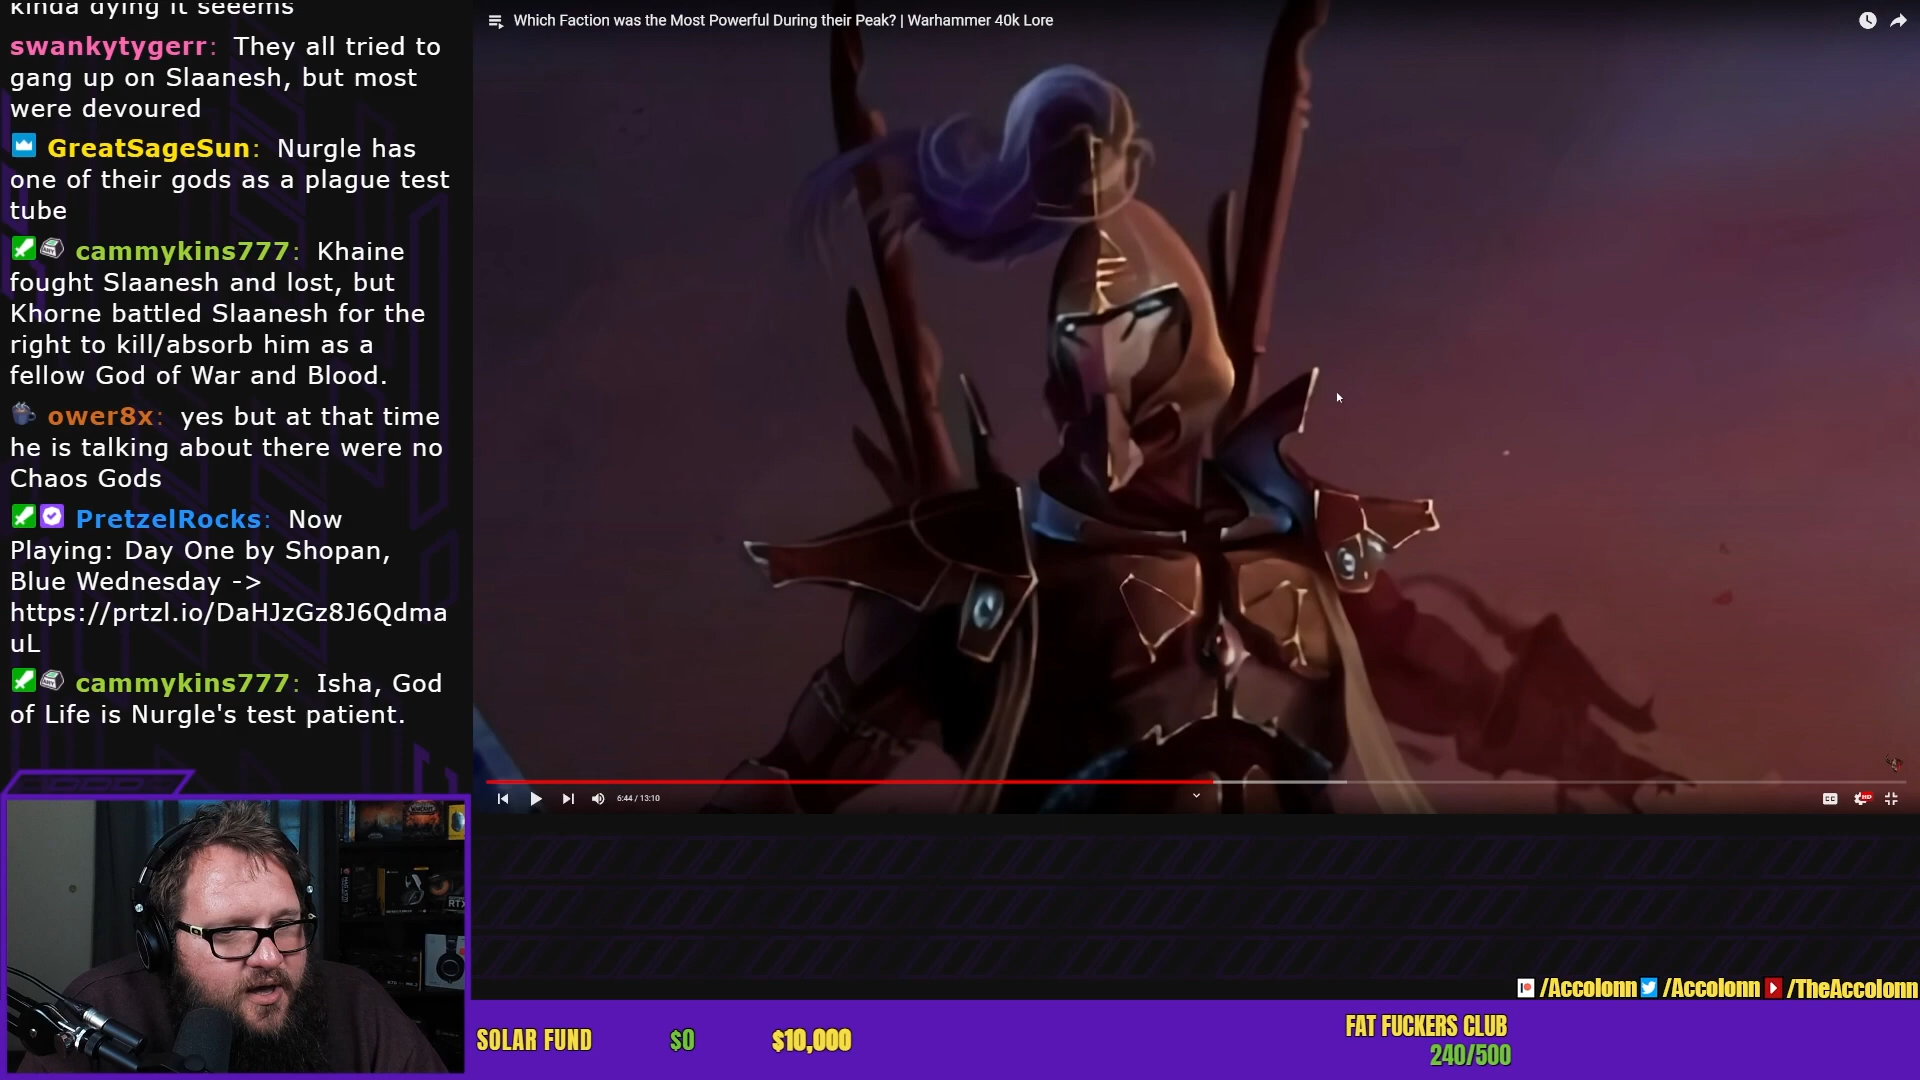 kinda dying it seeems
swankytygerr: They all tried to
gang up on Slaanesh, but most
were devoured
GreatSageSun: Nurgle has
one of their gods as a plague test
tube
cammykins777: Khaine
fought Slaanesh and lost, but
Khorne battled Slaanesh for the
right to kill/absorb him as a
fellow God of War and Blood.
ower8x: yes but at that time
he is talking about there were no
Chaos Gods
PretzelRocks: Now
Playing: Day One by Shopan,
Blue Wednesday ->
https://prtzl.io/DaHJzGz8J6Qdma
uL
cammykins777: Isha, God
of Life is Nurgle's test patient.
Which Faction was the Most Powerful During their Peak? | Warhammer 40k Lore
6:44 / 13:10
CC
HD
/Accolonn /Accolonn /TheAccolonn
SOLAR FUND $0 $10,000
FAT FUCKERS CLUB
240/500